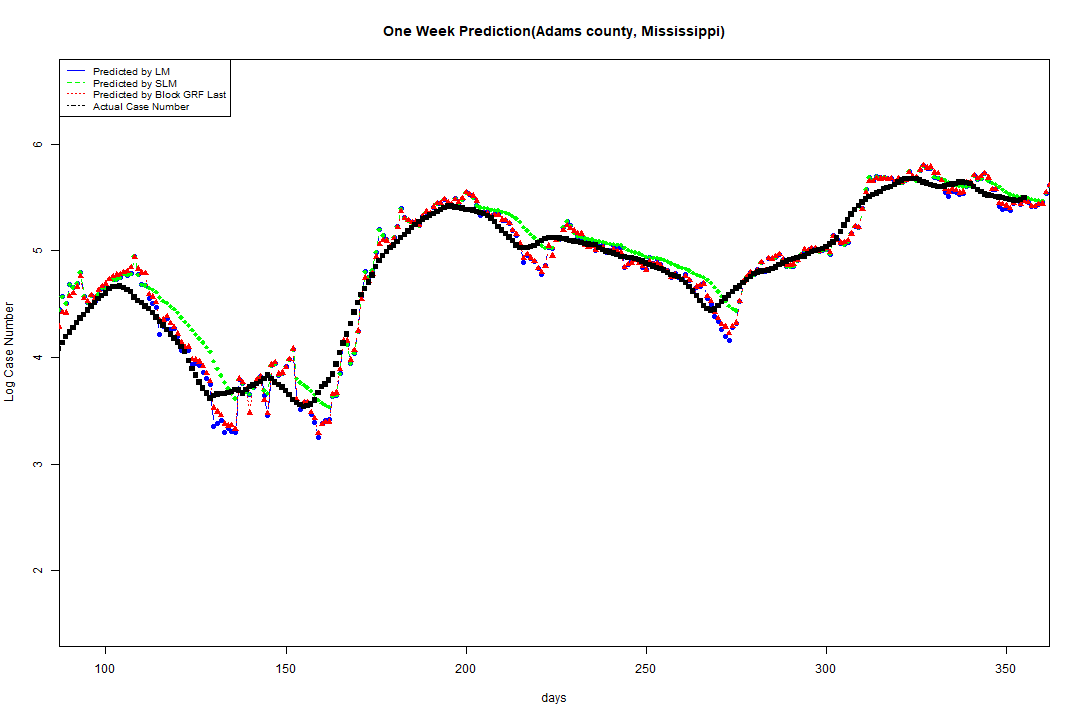 One Week Prediction(Adams county, Mississippi)
Predicted by LM
Predicted by SLM
Predicted by Block GRF Last
Actual Case Number
6
5
4
3
2
Log Case Number
100 150 200 250 300 350
days